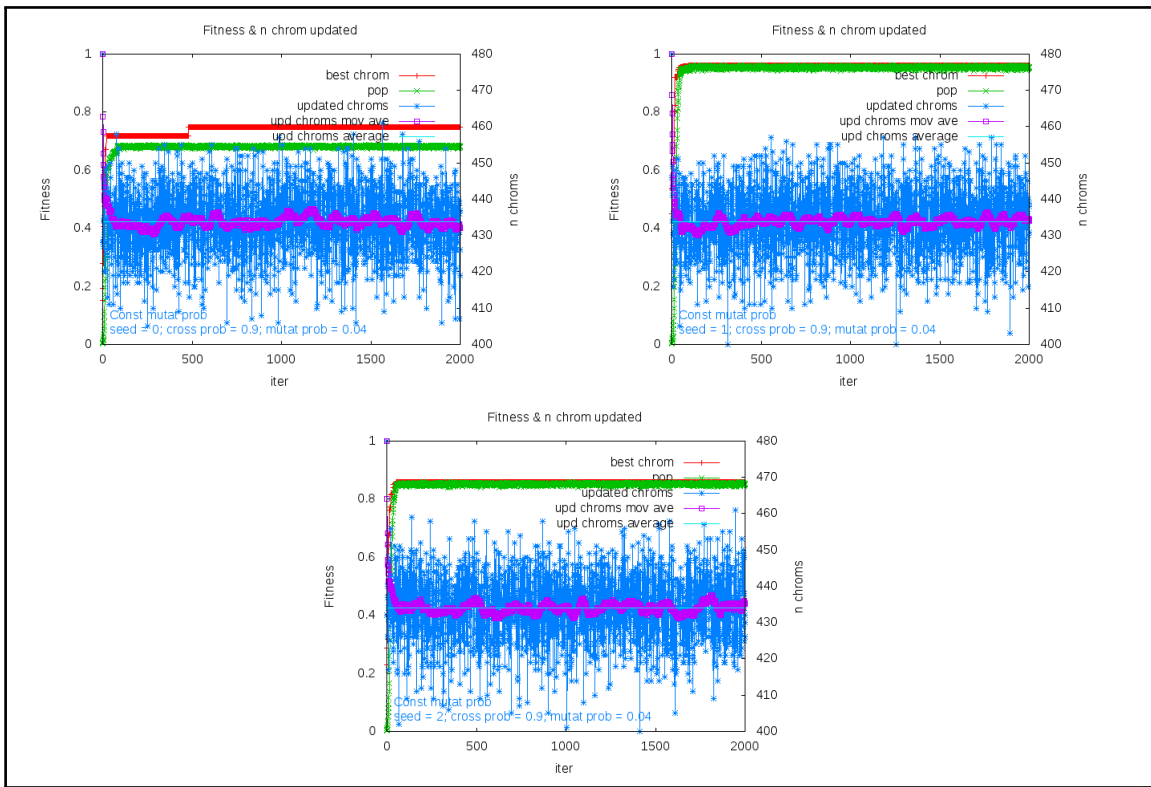 Fitness & n chrom updated
1
0.8
0.6
0.4
0.2
0
480
470
460
450
440
430
420
410
400
0
500
1000
1500
2000
Fitness
n chroms
iter
best chrom
pop
updated chroms
upd chroms mov ave
upd chroms average
Const mutat prob
seed = 0; cross prob = 0.9; mutat prob = 0.04
Fitness & n chrom updated
1
0.8
0.6
0.4
0.2
0
480
470
460
450
440
430
420
410
400
0
500
1000
1500
2000
Fitness
n chroms
iter
best chrom
pop
updated chroms
upd chroms mov ave
upd chroms average
Const mutat prob
seed = 1; cross prob = 0.9; mutat prob = 0.04
Fitness & n chrom updated
1
0.8
0.6
0.4
0.2
0
480
470
460
450
440
430
420
410
400
0
500
1000
1500
2000
Fitness
n chroms
iter
best chrom
pop
updated chroms
upd chroms mov ave
upd chroms average
Const mutat prob
seed = 2; cross prob = 0.9; mutat prob = 0.04